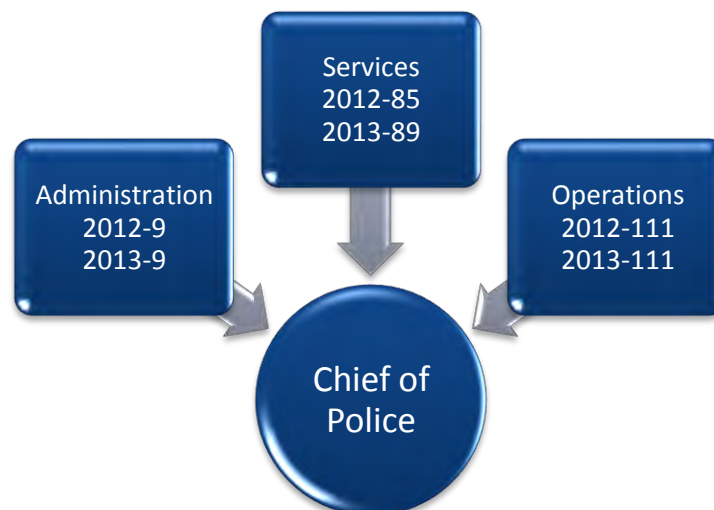 Services
2012-85
2013-89
Administration
2012-9
2013-9
Operations
2012-111
2013-111
Chief of
Police